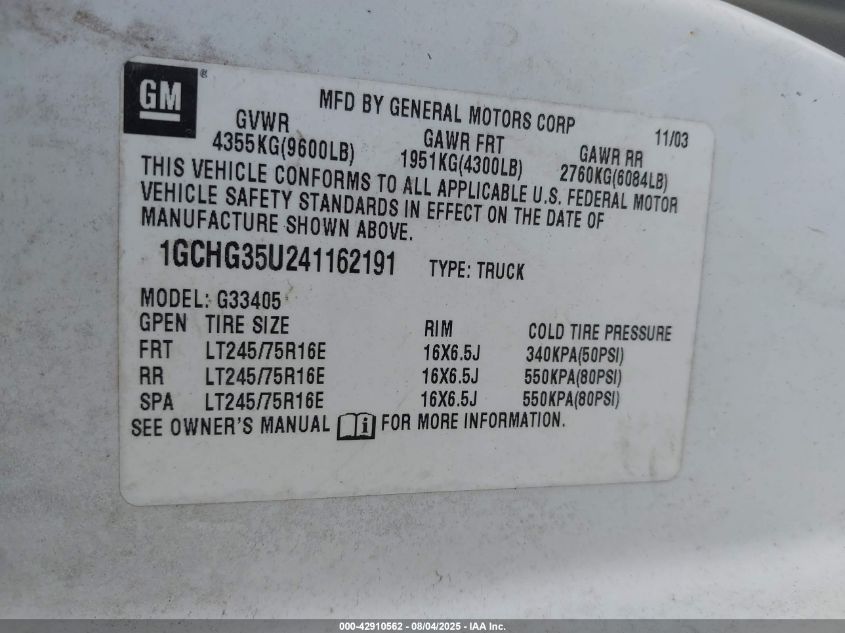 GM ®
MFD BY GENERAL MOTORS CORP 11/03
GVWR GAWR FRT GAWR RR
4355KG(9600LB) 1951KG(4300LB) 2760KG(6084LB)
THIS VEHICLE CONFORMS TO ALL APPLICABLE U.S. FEDERAL MOTOR
VEHICLE SAFETY STANDARDS IN EFFECT ON THE DATE OF
MANUFACTURE SHOWN ABOVE.
1GCHG35U241162191 TYPE: TRUCK
MODEL: G33405
GPEN TIRE SIZE RIM COLD TIRE PRESSURE
FRT LT245/75R16E 16X6.5J 340KPA(50PSI)
RR LT245/75R16E 16X6.5J 550KPA(80PSI)
SPA LT245/75R16E 16X6.5J 550KPA(80PSI)
SEE OWNER'S MANUAL i FOR MORE INFORMATION.
000-42910562 - 08/04/2025 - IAA Inc.